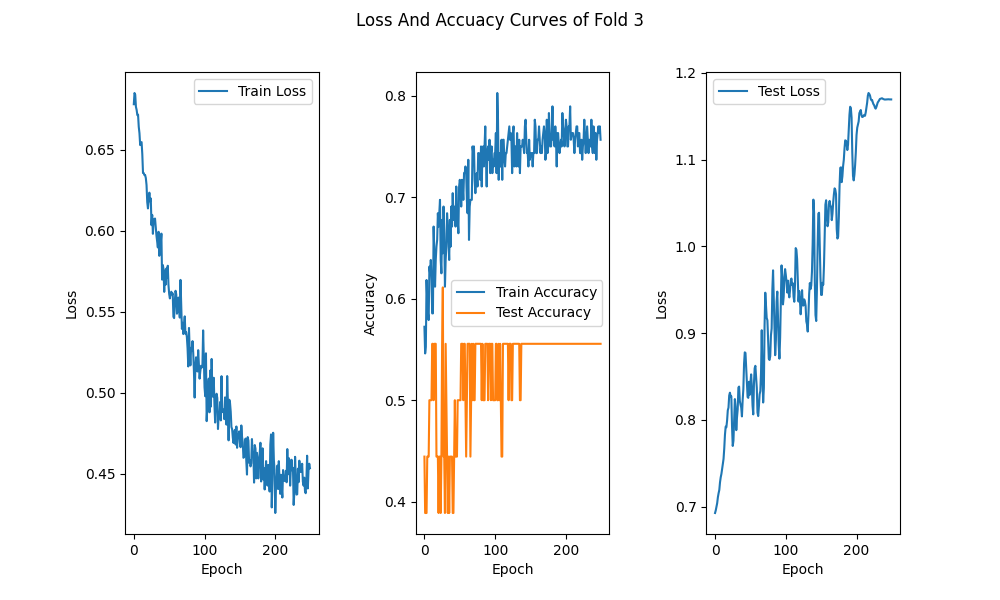 Loss And Accuacy Curves of Fold 3
Train Loss
0.65
0.60
0.55
0.50
0.45
Loss
0 100 200
Epoch
Train Accuracy
Test Accuracy
0.8
0.7
0.6
0.5
0.4
Accuracy
0 100 200
Epoch
Test Loss
1.2
1.1
1.0
0.9
0.8
0.7
Loss
0 100 200
Epoch